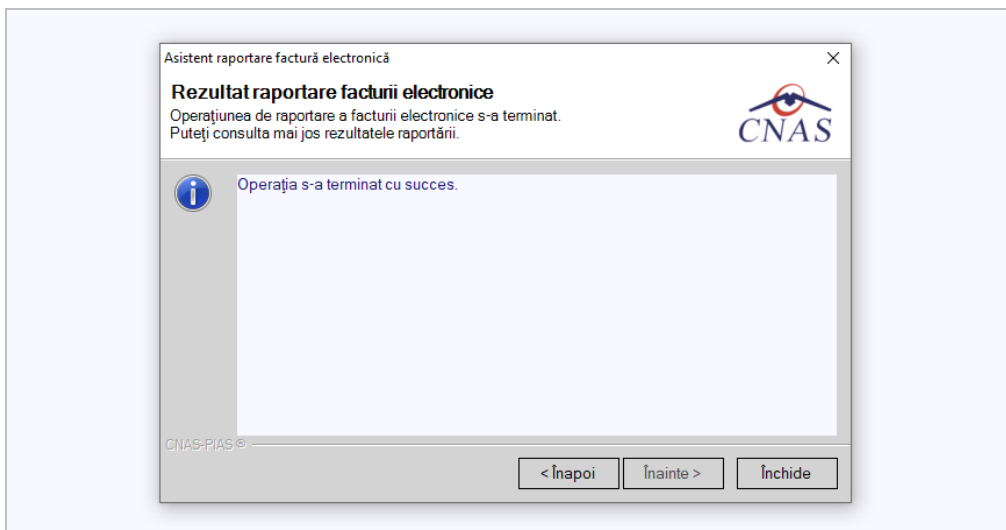 Asistent raportare factură electronică
Rezultat raportare facturii electronice
Operaţiunea de raportare a facturii electronice s-a terminat.
Puteţi consulta mai jos rezultatele raportării.
CNAS
Operaţia s-a terminat cu succes.
CNAS-PIAS ®
< Înapoi
Înainte >
Închide